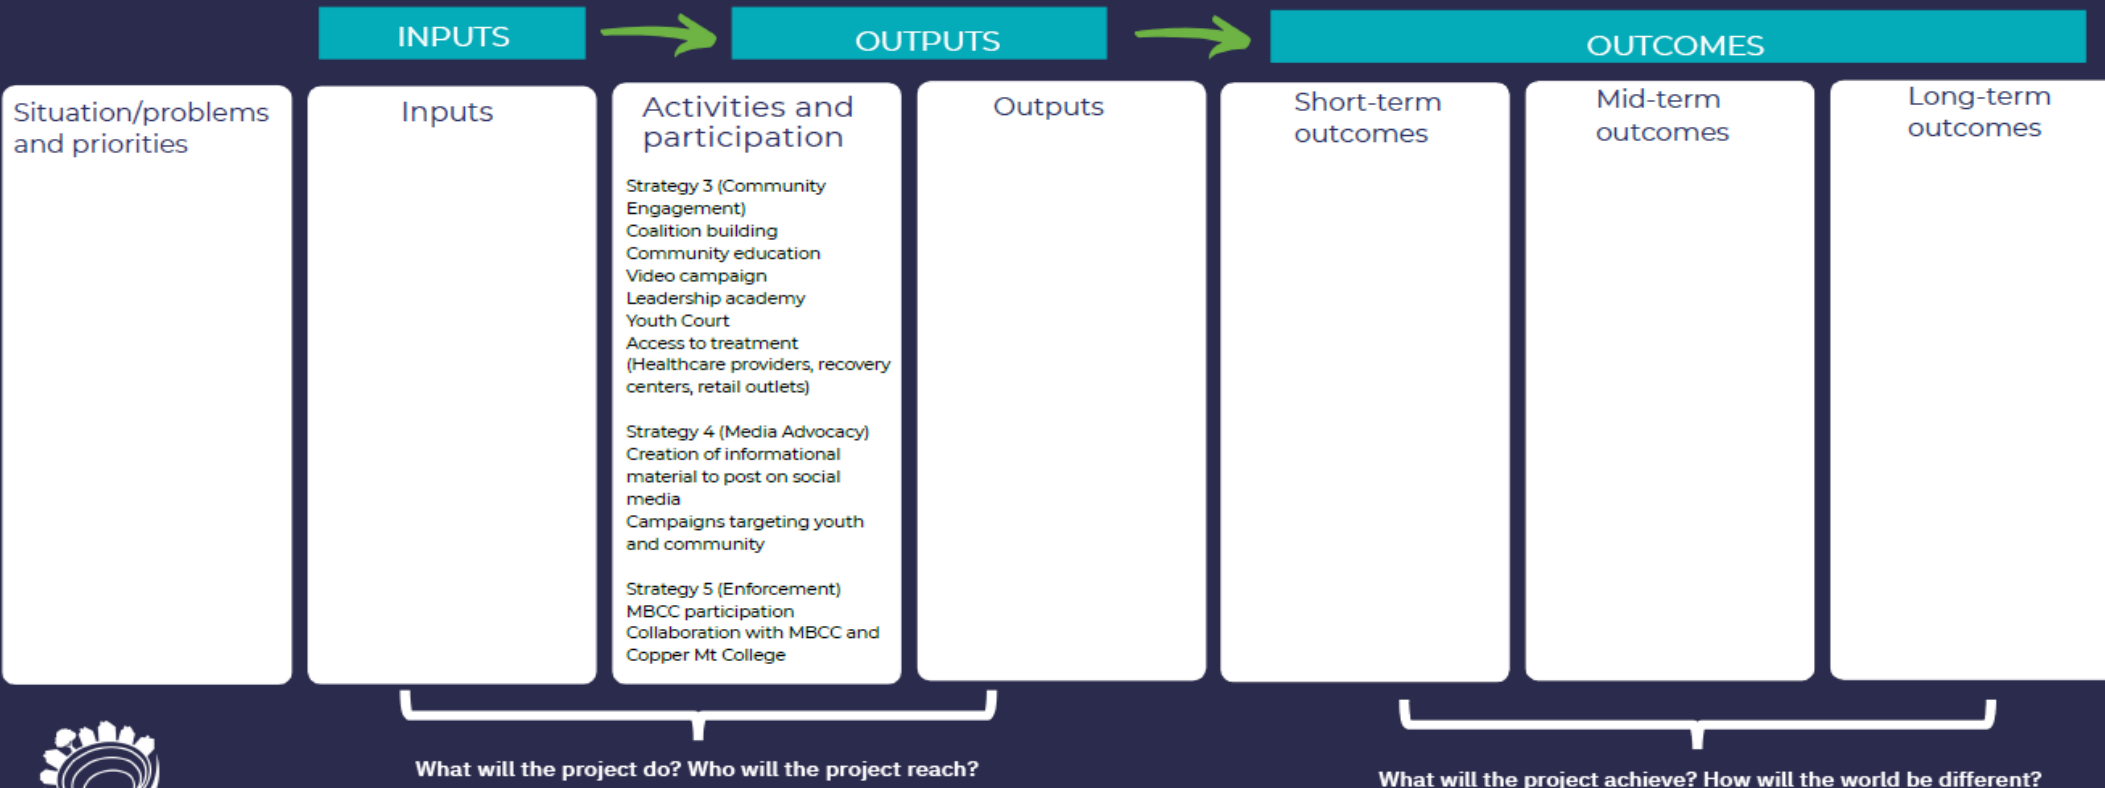 INPUTS
OUTPUTS
OUTCOMES
Situation/problems
and priorities
Inputs
Activities and
participation
Strategy 3 (Community
Engagement)
Coalition building
Community education
Video campaign
Leadership academy
Youth Court
Access to treatment
(Healthcare providers, recovery
centers, retail outlets)
Strategy 4 (Media Advocacy)
Creation of informational
material to post on social
media
Campaigns targeting youth
and community
Strategy 5 (Enforcement)
MBCC participation
Collaboration with MBCC and
Copper Mt College
Outputs
Short-term
outcomes
Mid-term
outcomes
Long-term
outcomes
What will the project do? Who will the project reach?
What will the project achieve? How will the world be different?